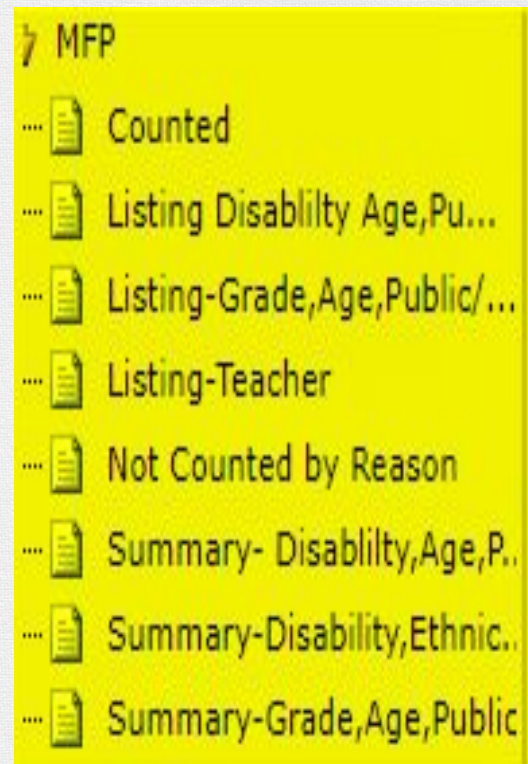 MFP
Counted
Listing Disablilty Age,Pu...
Listing-Grade,Age,Public/...
Listing-Teacher
Not Counted by Reason
Summary- Disablilty,Age,P..
Summary-Disability,Ethnic..
Summary-Grade,Age,Public